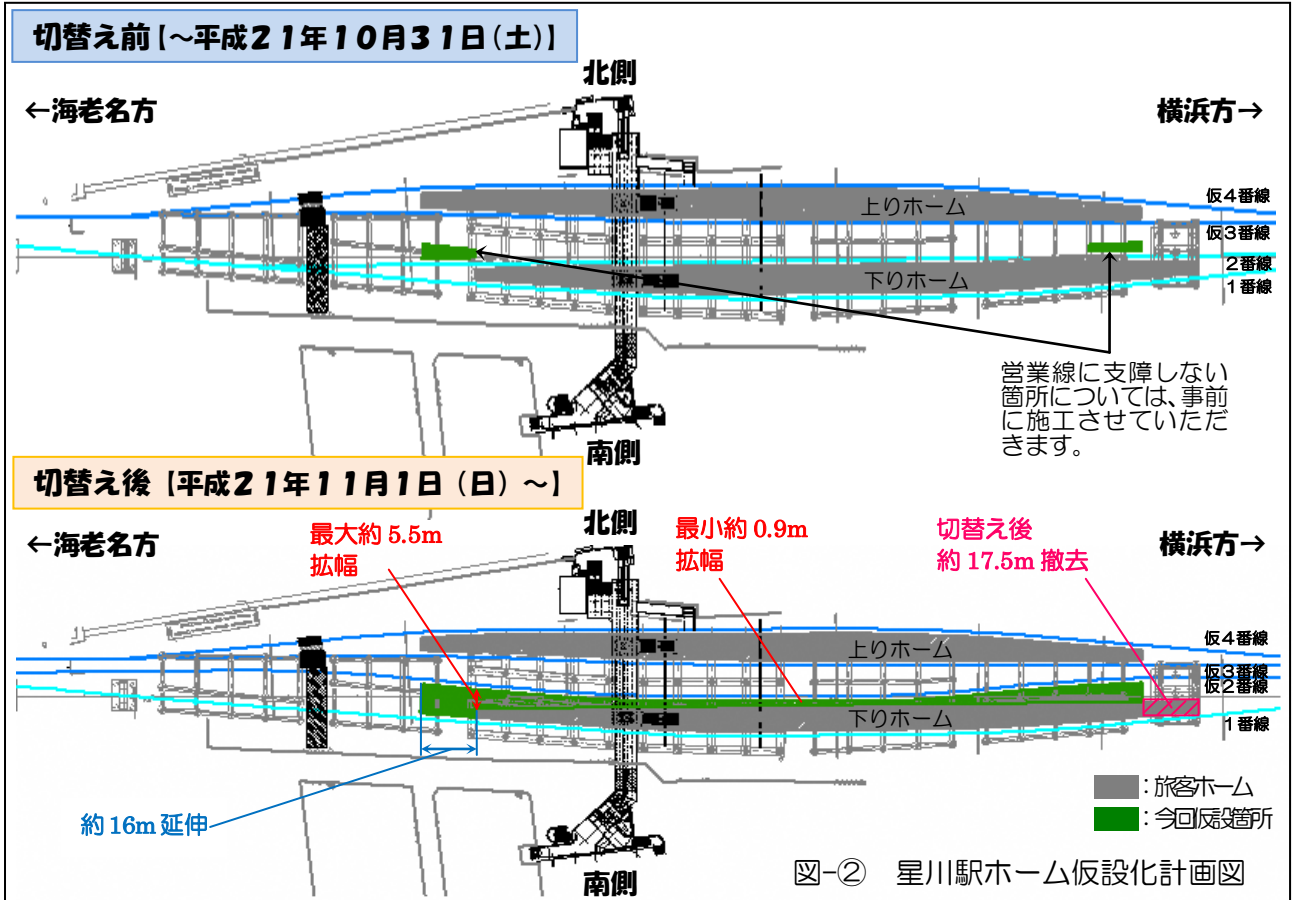 切替え前【～平成２１年１０月３１日（土）】
北側
←海老名方
横浜方→
仮４番線
上りホーム
仮３番線
２番線
下りホーム
１番線
営業線に支障しない
箇所については、事前
に施工させていただ
きます。
南側
切替え後【平成２１年１１月１日（日）～】
北側
←海老名方
最大約 5.5m
拡幅
最小約 0.9m
拡幅
切替え後
約 17.5m 撤去
横浜方→
仮４番線
上りホーム
仮３番線
仮２番線
下りホーム
１番線
：旅客ホーム
：今回仮設箇所
約 16m 延伸
南側
図-② 星川駅ホーム仮設化計画図